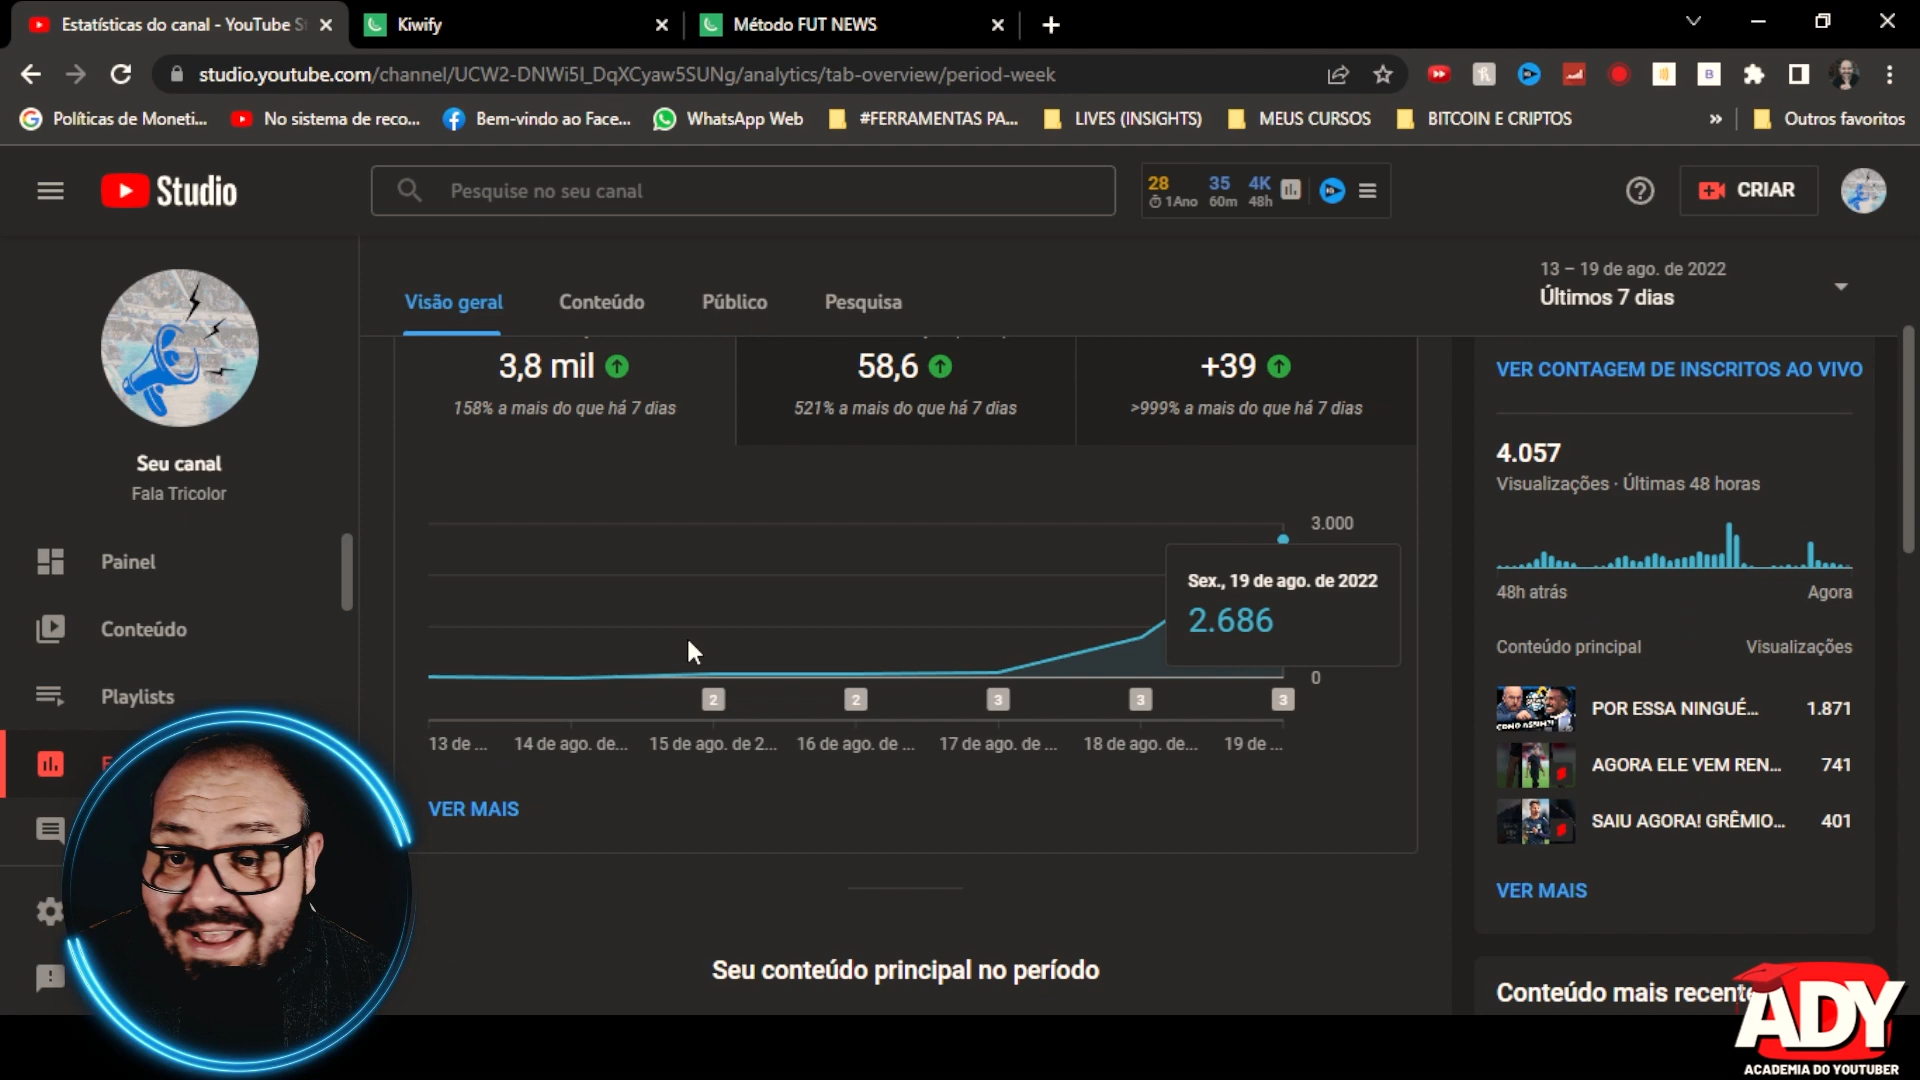 Estatísticas do canal - YouTube S
Kiwify
Método FUT NEWS
studio.youtube.com/channel/UCW2-DNWi5I_DqXCyaw5SUNg/analytics/tab-overview/period-week
Políticas de Moneti...
No sistema de reco...
Bem-vindo ao Face...
WhatsApp Web
#FERRAMENTAS PA...
LIVES (INSIGHTS)
MEUS CURSOS
BITCOIN E CRIPTOS
»
Outros favoritos
Studio
Pesquise no seu canal
28 35 4K
1Ano 60m 48h
CRIAR
13 – 19 de ago. de 2022
Últimos 7 dias
Visão geral
Conteúdo
Público
Pesquisa
3,8 mil
58,6
+39
158% a mais do que há 7 dias
521% a mais do que há 7 dias
>999% a mais do que há 7 dias
3.000
Sex., 19 de ago. de 2022
2.686
0
2 2 3 3 3
13 de ...
14 de ago. de...
15 de ago. de 2...
16 de ago. de ...
17 de ago. de ...
18 de ago. de...
19 de ...
VER MAIS
Seu conteúdo principal no período
Seu canal
Fala Tricolor
Painel
Conteúdo
Playlists
E
VER CONTAGEM DE INSCRITOS AO VIVO
4.057
Visualizações · Últimas 48 horas
48h atrás
Agora
Conteúdo principal
Visualizações
POR ESSA NINGUÉ...
1.871
AGORA ELE VEM REN...
741
SAIU AGORA! GRÊMIO...
401
VER MAIS
Conteúdo mais recente
ADY
ACADEMIA DO YOUTUBER